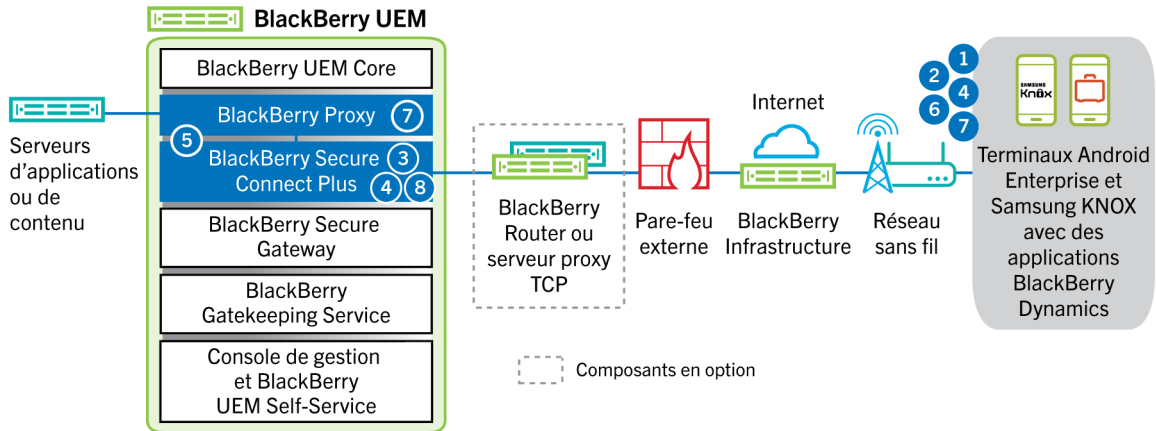 BlackBerry UEM
BlackBerry UEM Core
BlackBerry Proxy
7
5
BlackBerry Secure
Connect Plus
3
4
8
BlackBerry Secure
Gateway
BlackBerry
Gatekeeping Service
Console de gestion
et BlackBerry
UEM Self-Service
Serveurs
d'applications
ou de
contenu
BlackBerry
Router ou
serveur proxy
TCP
Composants en option
Pare-feu
externe
Internet
BlackBerry
Infrastructure
Réseau
sans fil
1
2
4
6
7
SAMSUNG
Knox
Terminaux Android
Enterprise et
Samsung KNOX
avec des
applications
BlackBerry
Dynamics